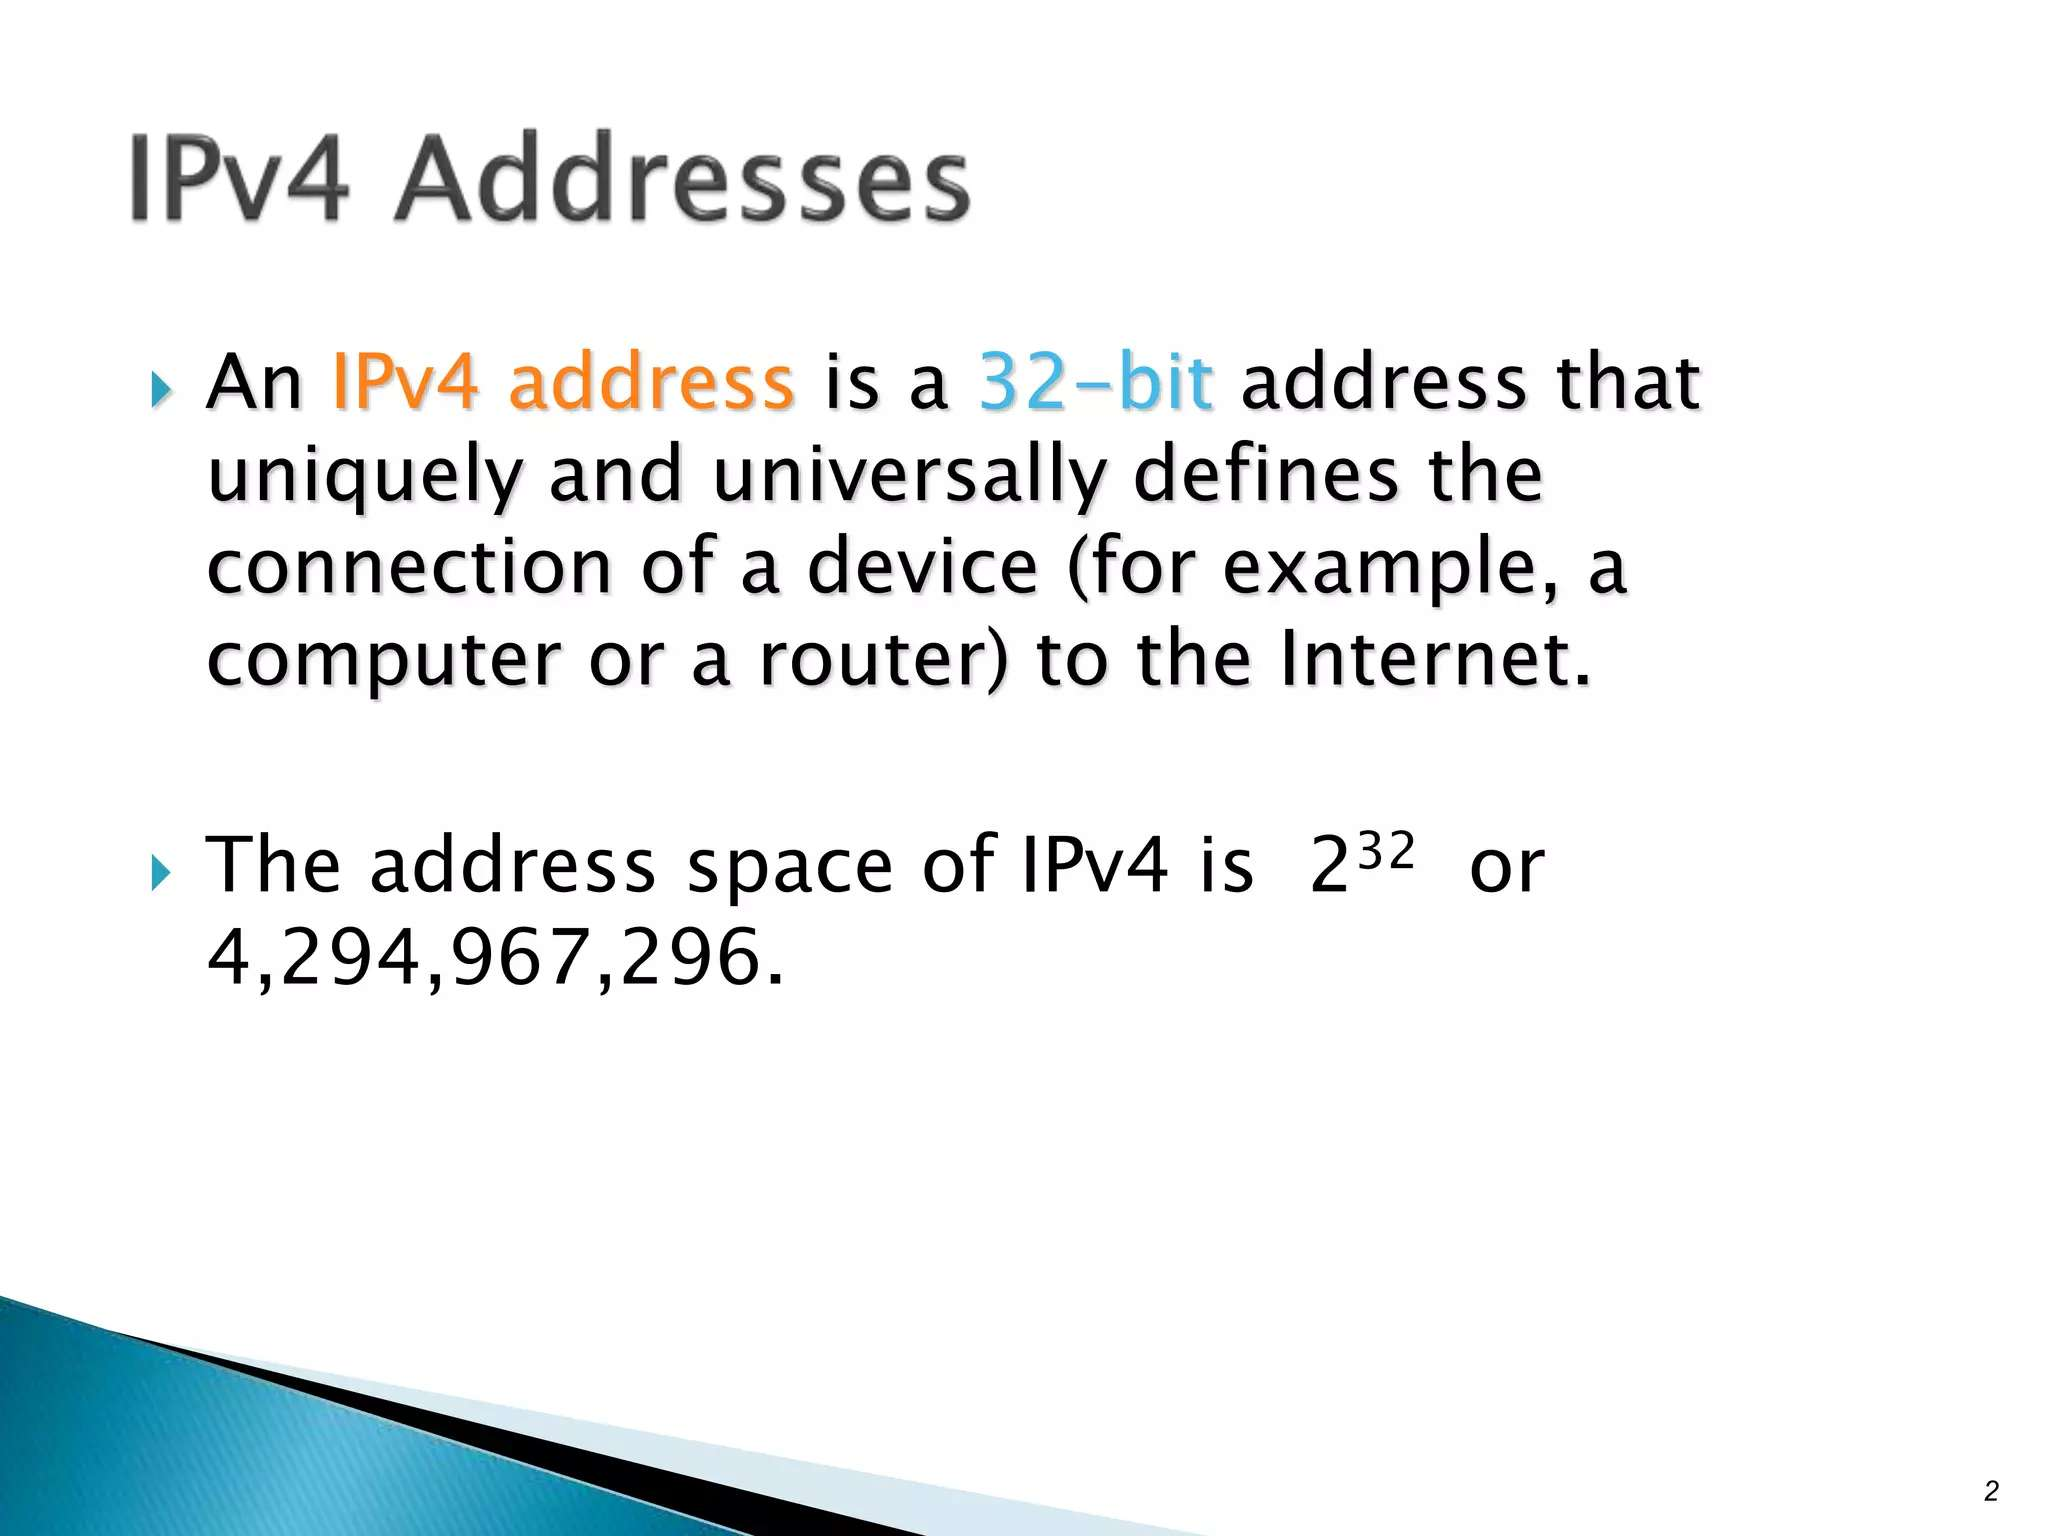 IPv4 Addresses
An IPv4 address is a 32-bit address that
uniquely and universally defines the
connection of a device (for example, a
computer or a router) to the Internet.
The address space of IPv4 is 2³² or
4,294,967,296.
2